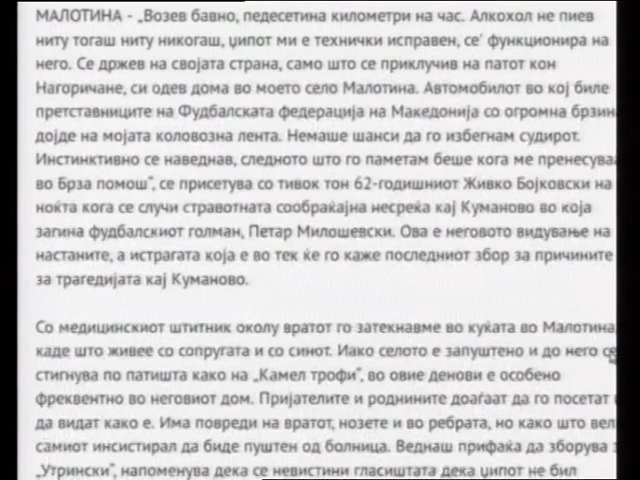 МАЛОТИНА - „Возев бавно, педесетина километри на час. Алкохол не пиев
ниту тогаш ниту никогаш, џипот ми е технички исправен, се' функционира на
него. Се држев на својата страна, само што се приклучив на патот кон
Нагоричане, си одев дома во моето село Малотина. Автомобилот во кој биле
претставниците на Фудбалската федерација на Македонија со огромна брзина
дојде на мојата коловозна лента. Немаше шанси да го избегнам судирот.
Инстинктивно се наведнав, следното што го паметам беше кога ме пренесуваа
во Брза помош“, се присетува со тивок тон 62-годишниот Живко Бојковски на
ноќта кога се случи стравотната сообраќајна несреќа кај Куманово во која
загина фудбалскиот голман, Петар Милошевски. Ова е неговото видување на
настаните, а истрагата која е во тек ќе го каже последниот збор за причините
за трагедијата кај Куманово.
Со медицинскиот штитник околу вратот го затекнавме во куќата во Малотина
каде што живее со сопругата и со синот. Иако селото е запуштено и до него се
стигнува по патишта како на „Камел трофи“, во овие денови е особено
фреквентно во неговиот дом. Пријателите и роднините доаѓаат да го посетат
да видат како е. Има повреди на вратот, нозете и во ребрата, но како што вели
самиот инсистирал да биде пуштен од болница. Веднаш прифаќа да зборува
„Утрински“, напоменува дека се невистини гласиштата дека џипот не бил